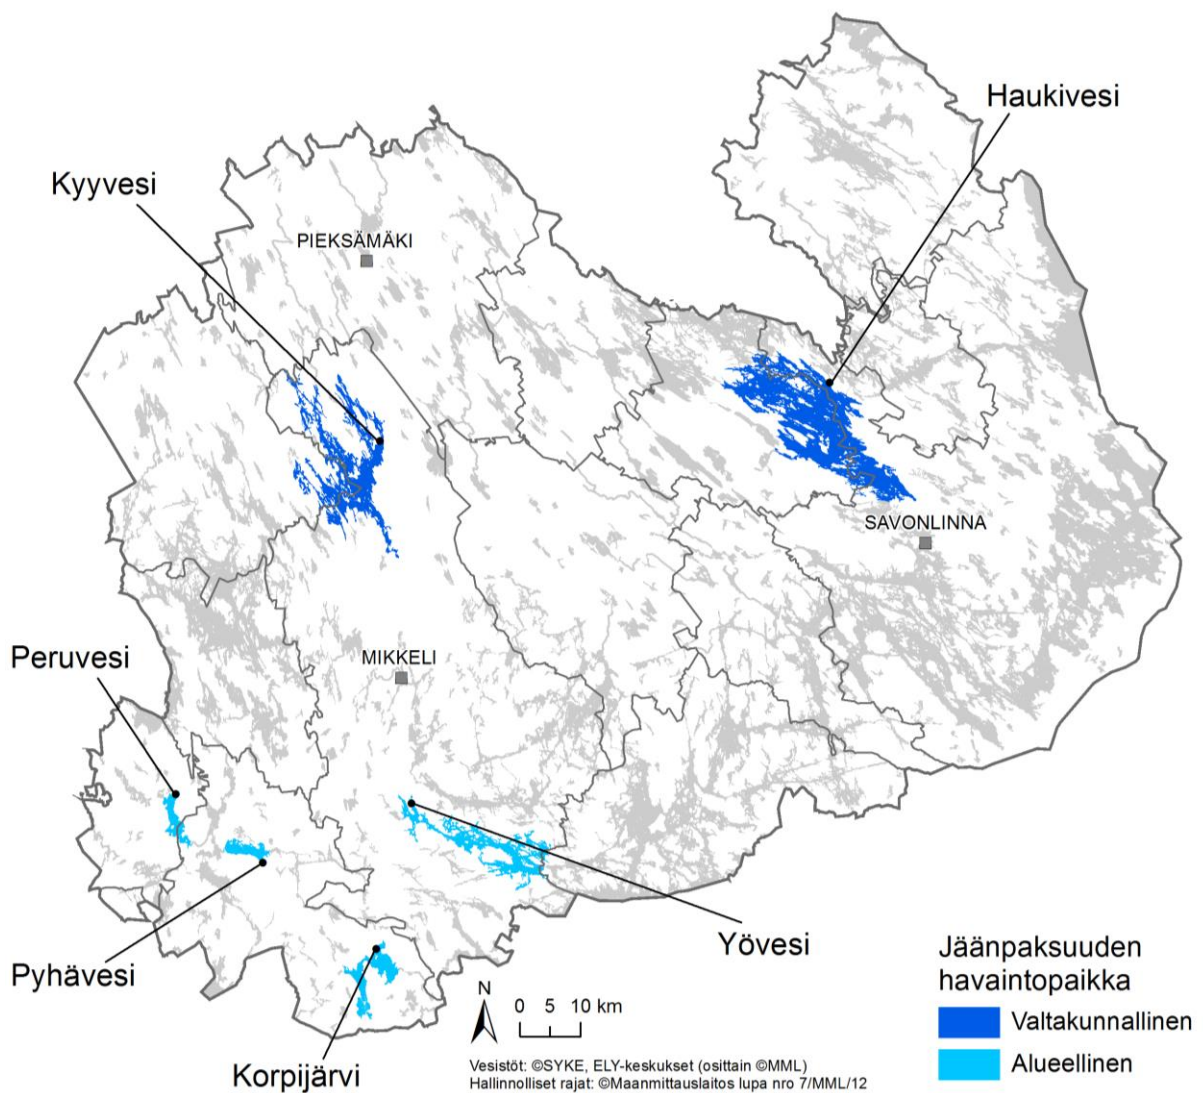 Haukivesi
Kyyvesi
PIEKSÄMÄKI
SAVONLINNA
Peruvesi
MIKKELI
Yövesi
Pyhävesi
Korpijärvi
N
0 5 10 km
Jäänpaksuuden
havaintopaikka
Valtakunnallinen
Alueellinen
Vesistöt: ©SYKE, ELY-keskukset (osittain ©MML)
Hallinnolliset rajat: ©Maanmittauslaitos lupa nro 7/MML/12